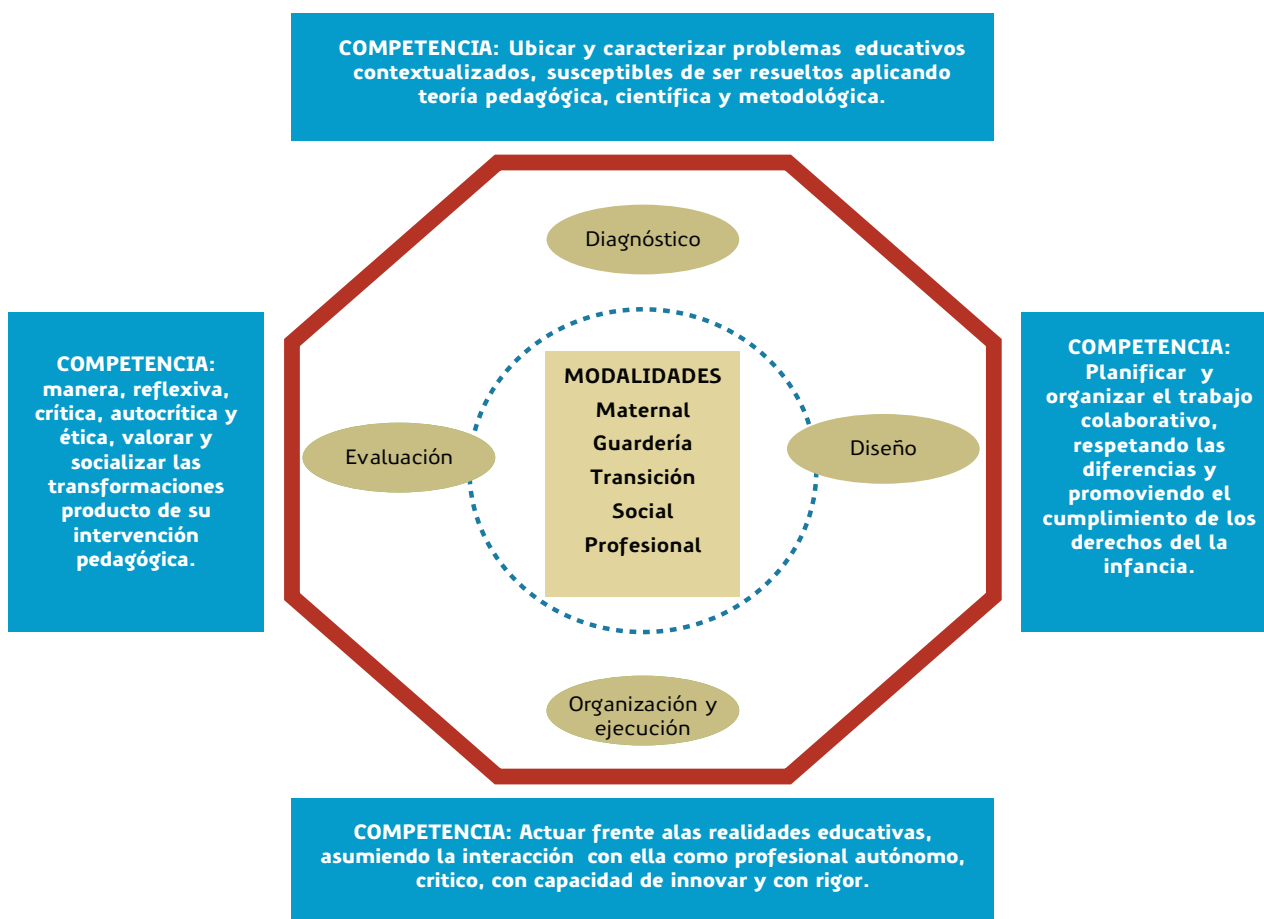 COMPETENCIA: Ubicar y caracterizar problemas educativos
contextualizados, susceptibles de ser resueltos aplicando
teoría pedagógica, científica y metodológica.
Diagnóstico
COMPETENCIA:
manera, reflexiva,
crítica, autocrítica y
ética, valorar y
socializar las
transformaciones
producto de su
intervención
pedagógica.
Evaluación
MODALIDADES
Maternal
Guardería
Transición
Social
Profesional
Diseño
COMPETENCIA:
Planificar y
organizar el trabajo
colaborativo,
respetando las
diferencias y
promoviendo el
cumplimiento de los
derechos del la
infancia.
Organización y
ejecución
COMPETENCIA: Actuar frente alas realidades educativas,
asumiendo la interacción con ella como profesional autónomo,
critico, con capacidad de innovar y con rigor.